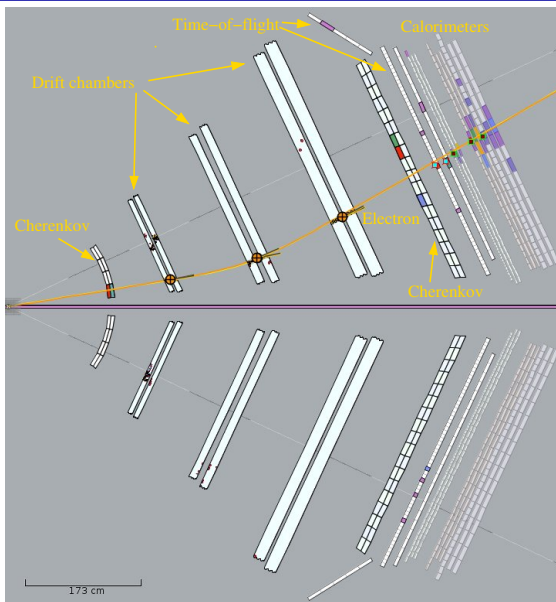 Time−of−flight
Calorimeters
Drift chambers
Cherenkov
Electron
Cherenkov
173 cm